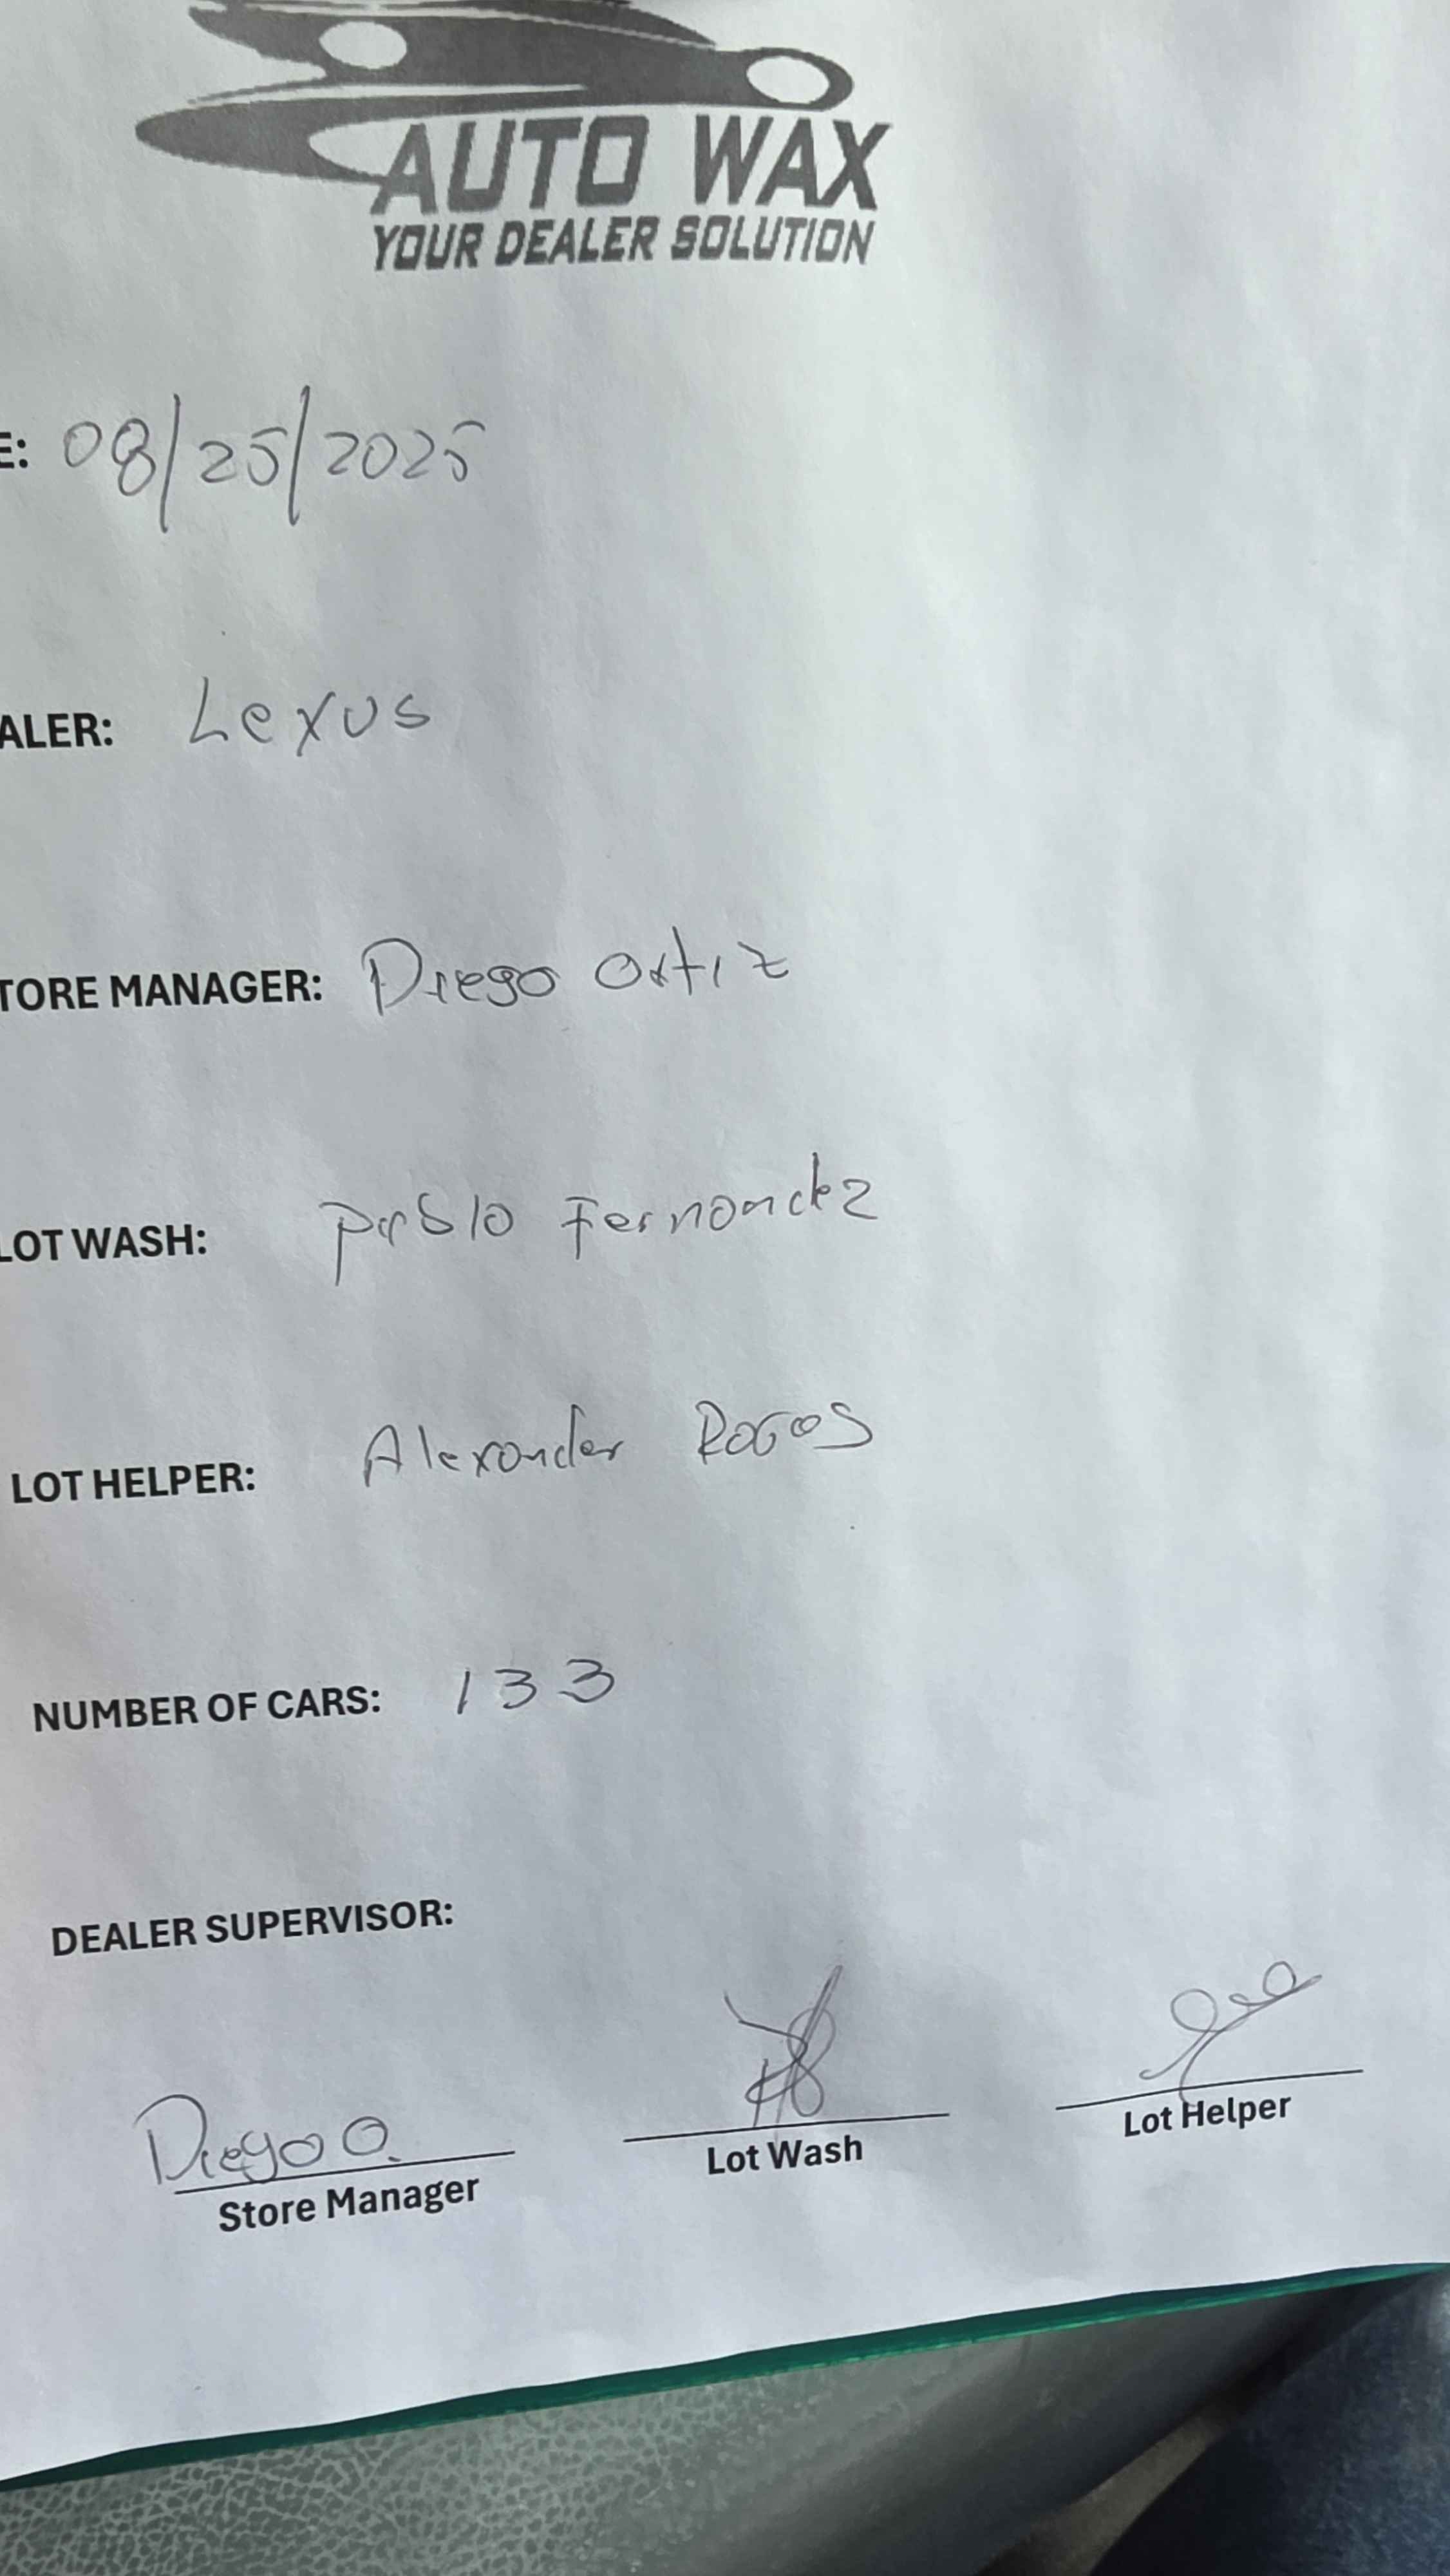 AUTO WAX
YOUR DEALER SOLUTION
E: 08/25/2025
ALER: Lexus
TORE MANAGER: Diego Ortiz
LOT WASH: Pablo Fernandez
LOT HELPER: Alexander
NUMBER OF CARS: 133
DEALER SUPERVISOR:
Diego O.
Store Manager
Lot Wash
Lot Helper